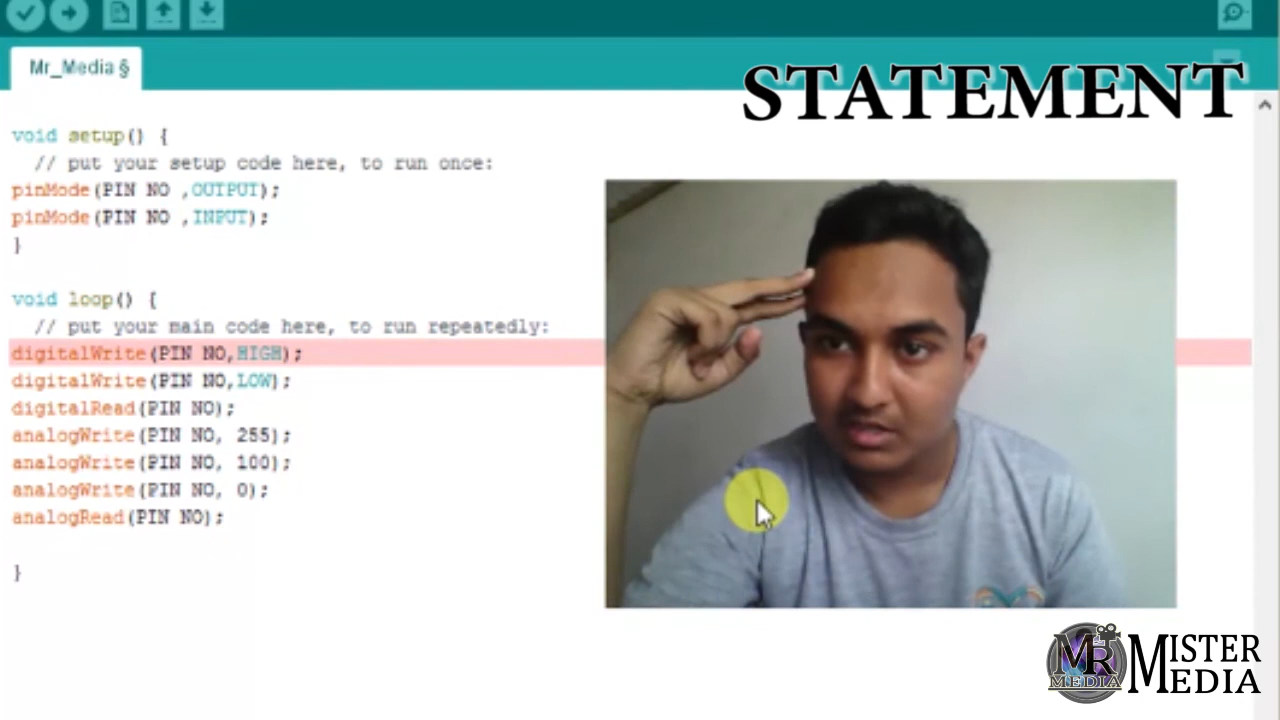 Mr_Media §
STATEMENT
void setup() {
// put your setup code here, to run once:
pinMode(PIN NO ,OUTPUT);
pinMode(PIN NO ,INPUT);
}
void loop() {
// put your main code here, to run repeatedly:
digitalWrite(PIN NO,HIGH);
digitalWrite(PIN NO,LOW);
digitalRead(PIN NO);
analogWrite(PIN NO, 255);
analogWrite(PIN NO, 100);
analogWrite(PIN NO, 0);
analogRead(PIN NO);
}
MR
MEDIA
MISTER
MEDIA